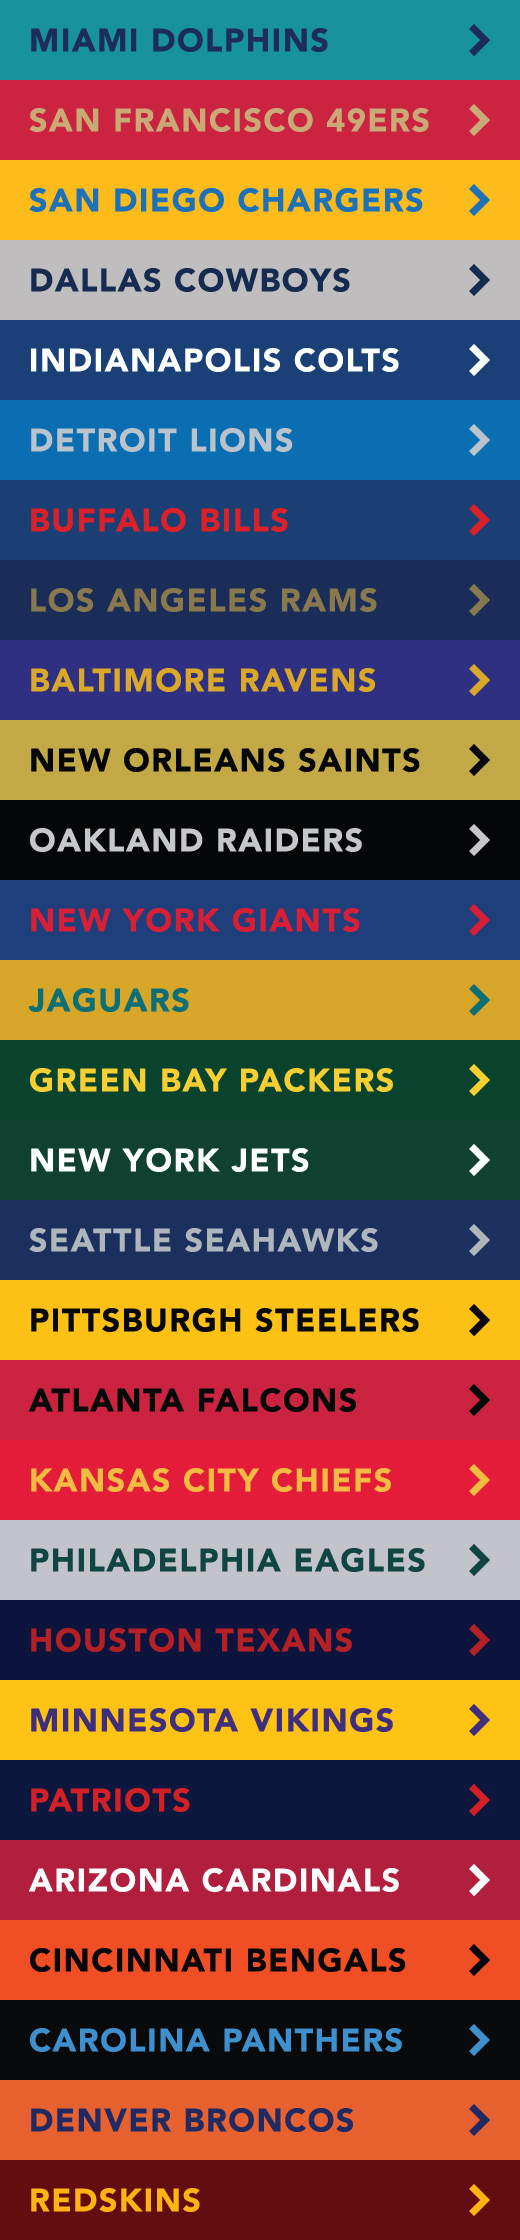 MIAMI DOLPHINS
SAN FRANCISCO 49ERS
SAN DIEGO CHARGERS
DALLAS COWBOYS
INDIANAPOLIS COLTS
DETROIT LIONS
BUFFALO BILLS
LOS ANGELES RAMS
BALTIMORE RAVENS
NEW ORLEANS SAINTS
OAKLAND RAIDERS
NEW YORK GIANTS
JAGUARS
GREEN BAY PACKERS
NEW YORK JETS
SEATTLE SEAHAWKS
PITTSBURGH STEELERS
ATLANTA FALCONS
KANSAS CITY CHIEFS
PHILADELPHIA EAGLES
HOUSTON TEXANS
MINNESOTA VIKINGS
PATRIOTS
ARIZONA CARDINALS
CINCINNATI BENGALS
CAROLINA PANTHERS
DENVER BRONCOS
REDSKINS